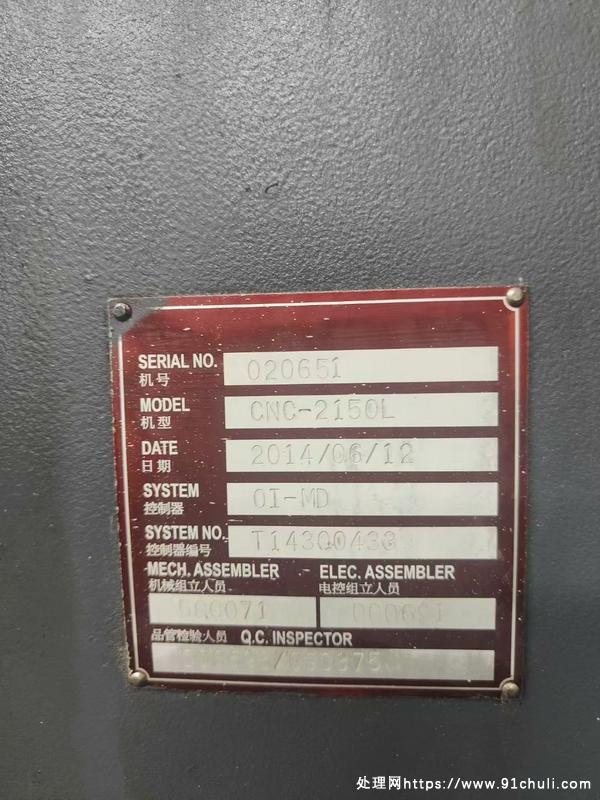 SERIAL NO. 020651
机号
MODEL CNC-2150L
机型
DATE 2014/06/12
日期
SYSTEM OI-MD
控制器
SYSTEM NO.
控制器编号
MECH. ASSEMBLER ELEC. ASSEMBLER
机械组立人员 电控组立人员
品管检验人员 Q.C. INSPECTOR
处理网https://www.91chuli.com/